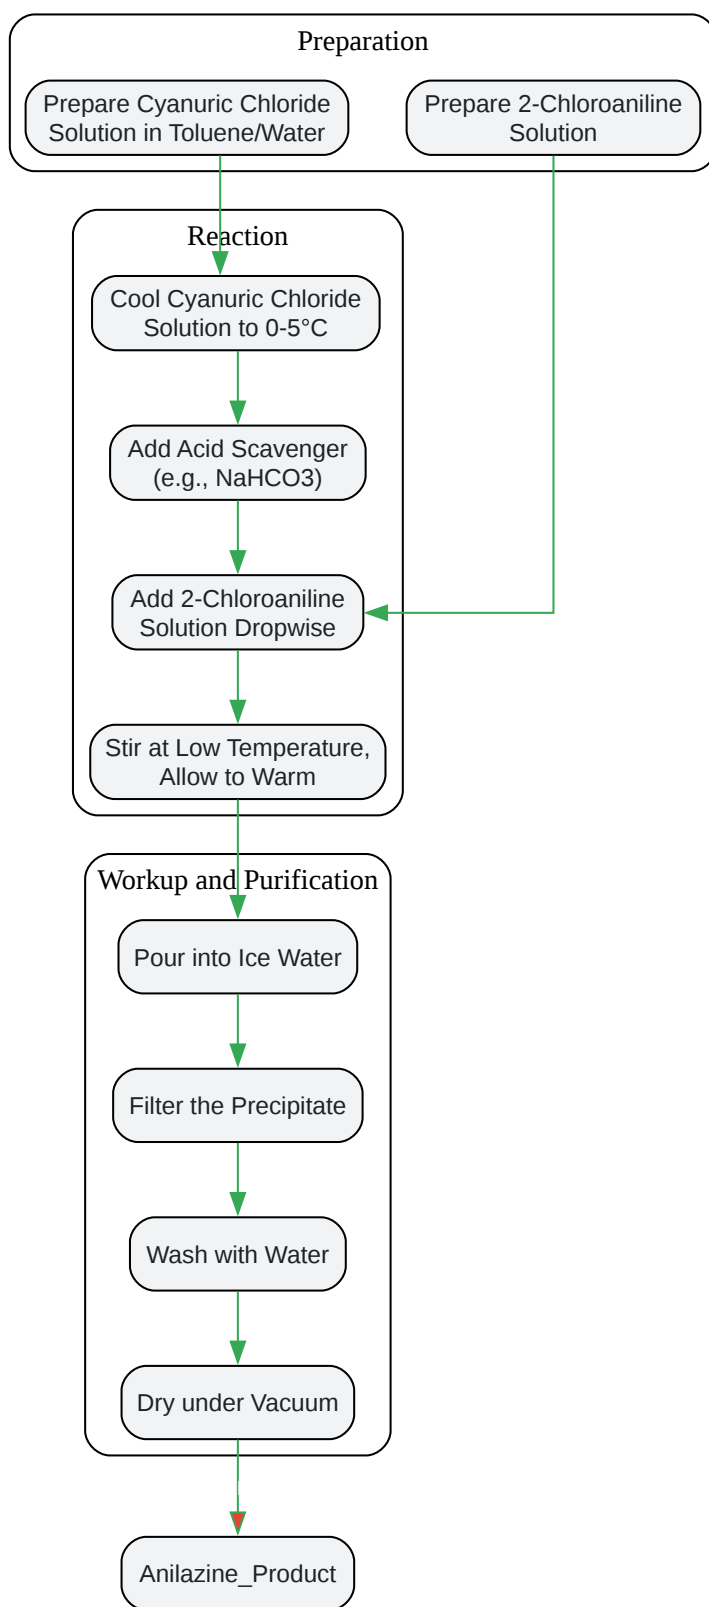 Preparation
Prepare Cyanuric Chloride
Solution in Toluene/Water
Prepare 2-Chloroaniline
Solution
Reaction
Cool Cyanuric Chloride
Solution to 0-5°C
Add Acid Scavenger
(e.g., NaHCO3)
Add 2-Chloroaniline
Solution Dropwise
Stir at Low Temperature,
Allow to Warm
Workup and Purification
Pour into Ice Water
Filter the Precipitate
Wash with Water
Dry under Vacuum
Anilazine_Product